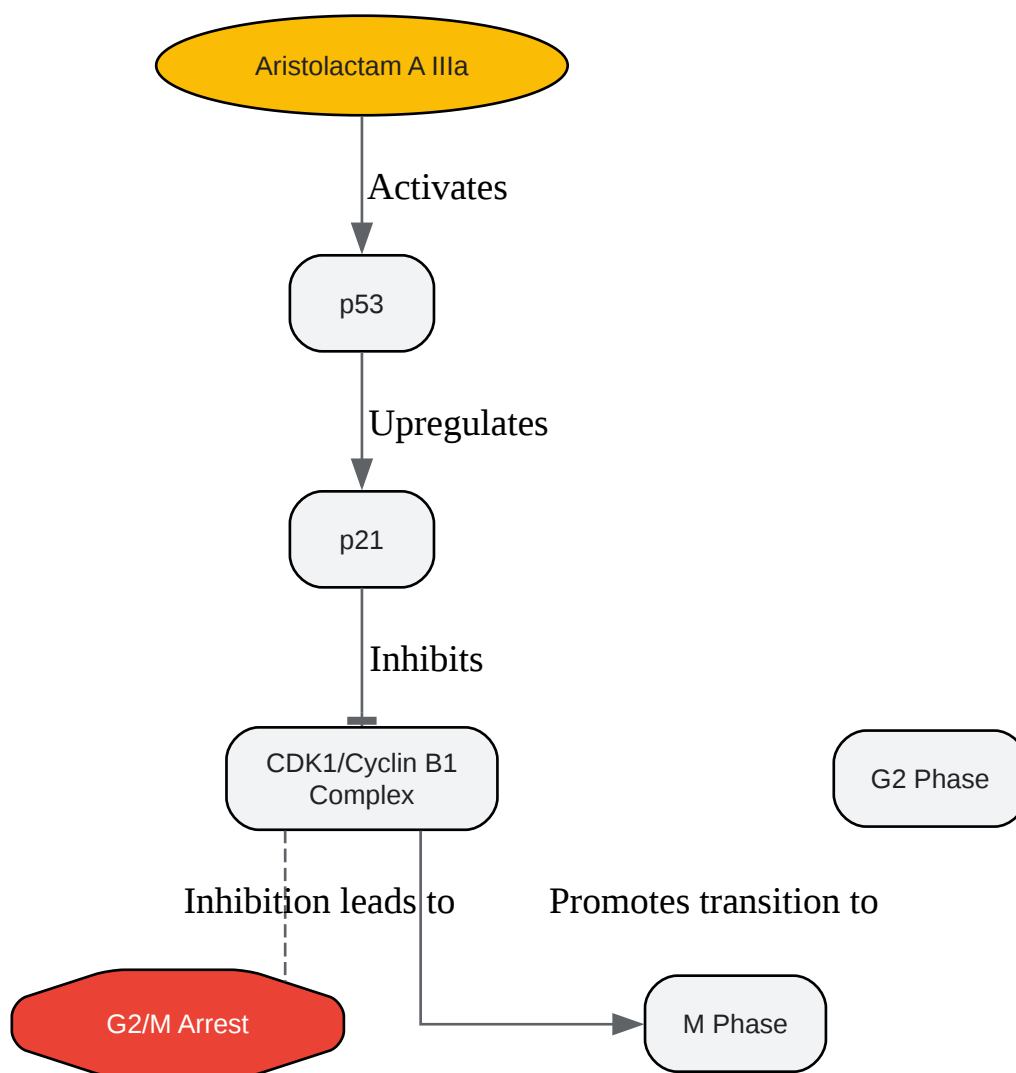 Aristolactam A IIIa
Activates
p53
Upregulates
p21
Inhibits
CDK1/Cyclin B1
Complex
G2 Phase
Inhibition leads to
Promotes transition to
G2/M Arrest
M Phase